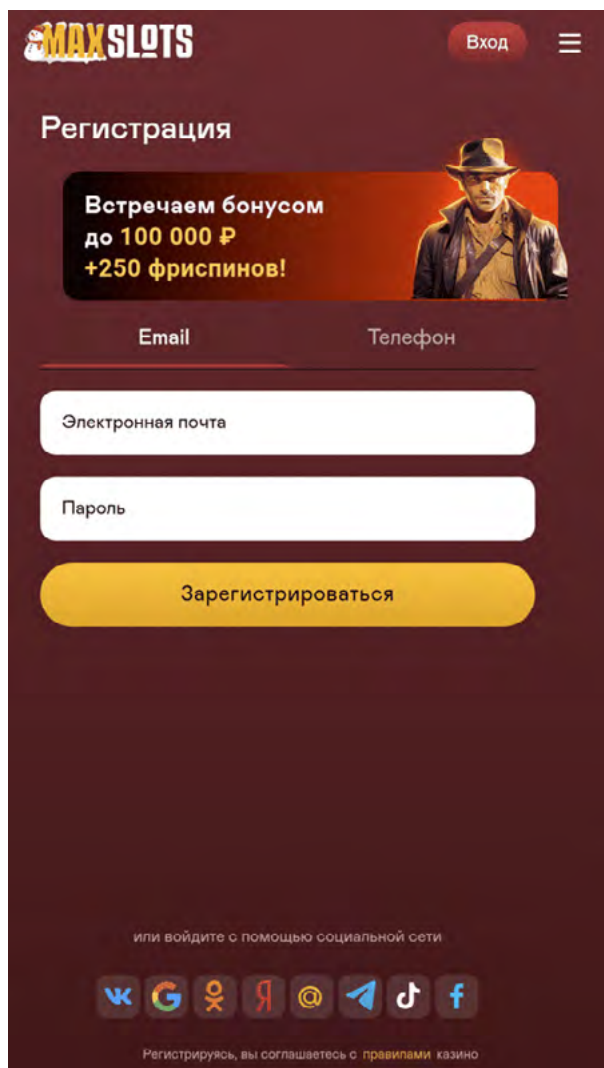 MAXSLOTS
Вход
Регистрация
Встречаем бонусом
до 100 000 ₽
+250 фриспинов!
Email Телефон
Электронная почта
Пароль
Зарегистрироваться
или войдите с помощью социальной сети
Регистрируясь, вы соглашаетесь с правилами казино